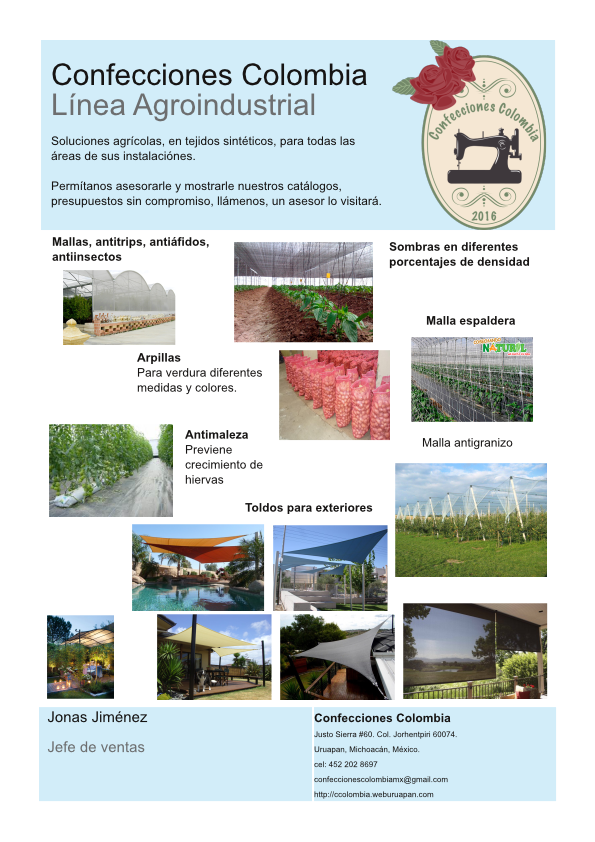 Confecciones Colombia
Línea Agroindustrial
Soluciones agrícolas, en tejidos sintéticos, para todas las
áreas de sus instalaciónes.
Permítanos asesorarle y mostrarle nuestros catálogos,
presupuestos sin compromiso, llámenos, un asesor lo visitará.
Confecciones Colombia
2016
Mallas, antitrips, antiáfidos,
antiinsectos
Sombras en diferentes
porcentajes de densidad
Malla espaldera
NATUROL
Arpillas
Para verdura diferentes
medidas y colores.
Antimaleza
Previene
crecimiento de
hiervas
Malla antigranizo
Toldos para exteriores
Jonas Jiménez
Jefe de ventas
Confecciones Colombia
Justo Sierra #60. Col. Jorhentpiri 60074.
Uruapan, Michoacán, México.
cel: 452 202 8697
confeccionescolombiamx@gmail.com
http://ccolombia.weburuapan.com